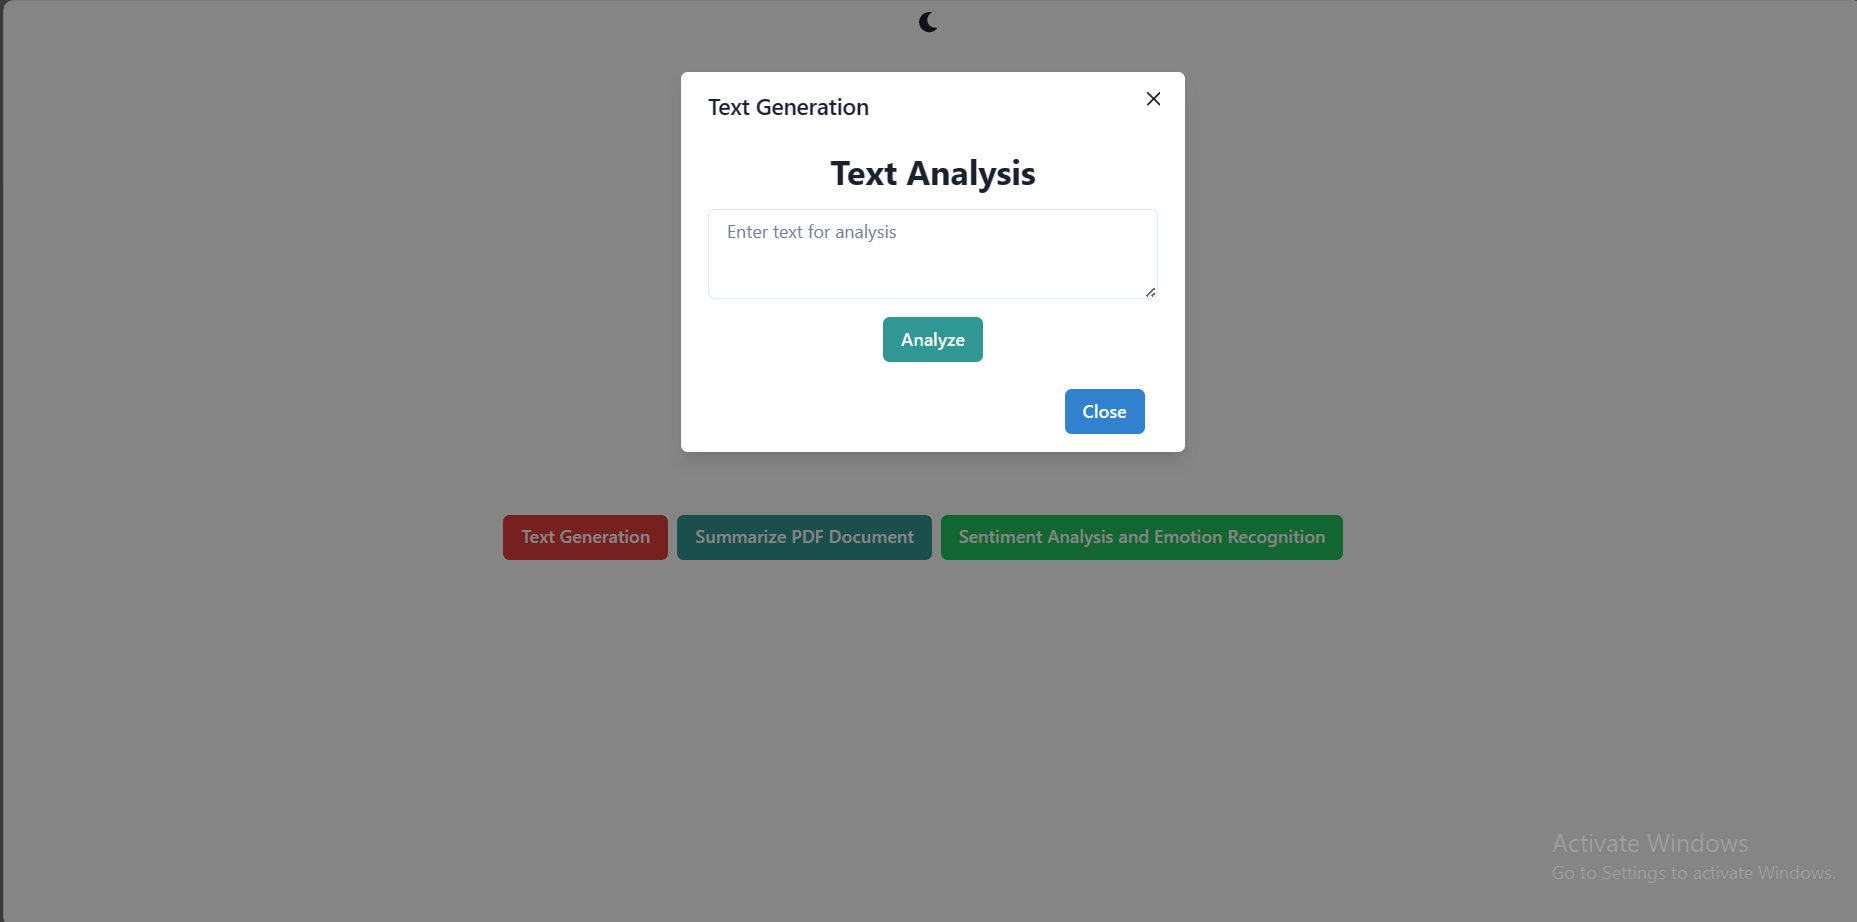 Text Generation
Text Analysis
Enter text for analysis
Analyze
Close
Text Generation
Summarize PDF Document
Sentiment Analysis and Emotion Recognition
Activate Windows
Go to Settings to activate Windows.